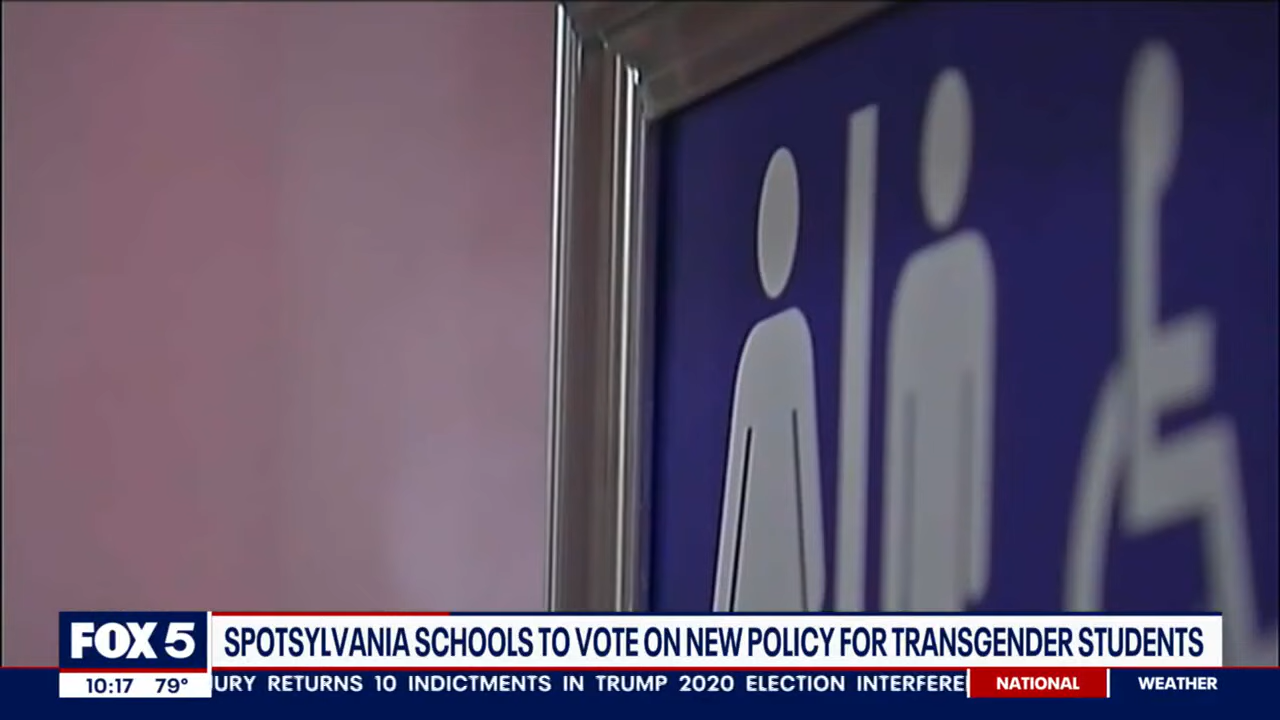 FOX 5
SPOTSYLVANIA SCHOOLS TO VOTE ON NEW POLICY FOR TRANSGENDER STUDENTS
10:17 79°
RETURNS 10 INDICTMENTS IN TRUMP 2020 ELECTION
NATIONAL
WEATHER